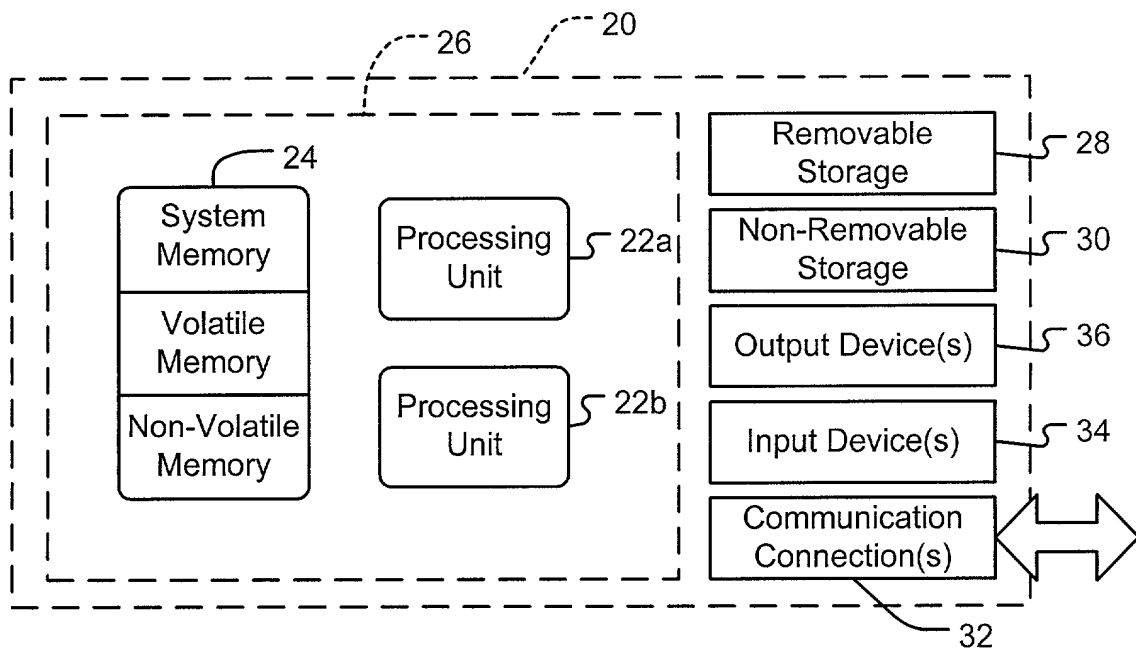 20
26
24
System
Memory
Volatile
Memory
Non-Volatile
Memory
Processing
Unit
22a
Processing
Unit
22b
Removable
Storage
28
Non-Removable
Storage
30
Output Device(s)
36
Input Device(s)
34
Communication
Connection(s)
32